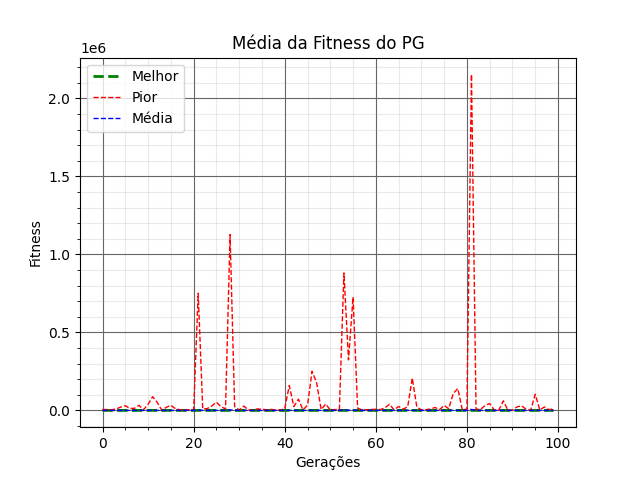 Média da Fitness do PG
1e6
Melhor
Pior
Média
2.0
1.5
1.0
0.5
0.0
Fitness
0 20 40 60 80 100
Gerações